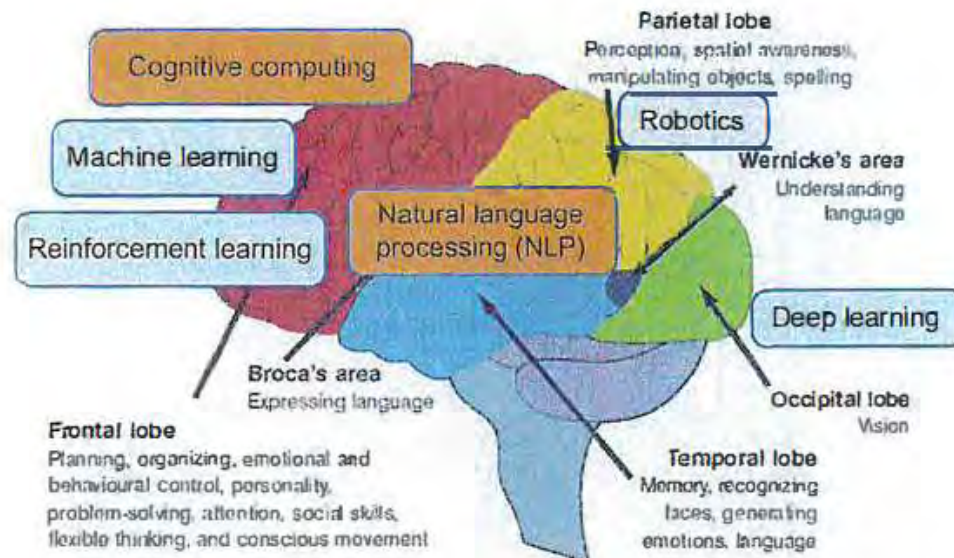 Parietal lobe
Perception, spatial awareness,
manipulating objects, spelling
Cognitive computing
Robotics
Machine learning
Wernicke's area
Understanding
language
Natural language
processing (NLP)
Reinforcement learning
Deep learning
Broca's area
Expressing language
Occipital lobe
Vision
Frontal lobe
Planning, organizing, emotional and
behavioural control, personality,
problem-solving, attention, social skills,
flexible thinking, and conscious movement
Temporal lobe
Memory, recognizing
faces, generating
emotions, language